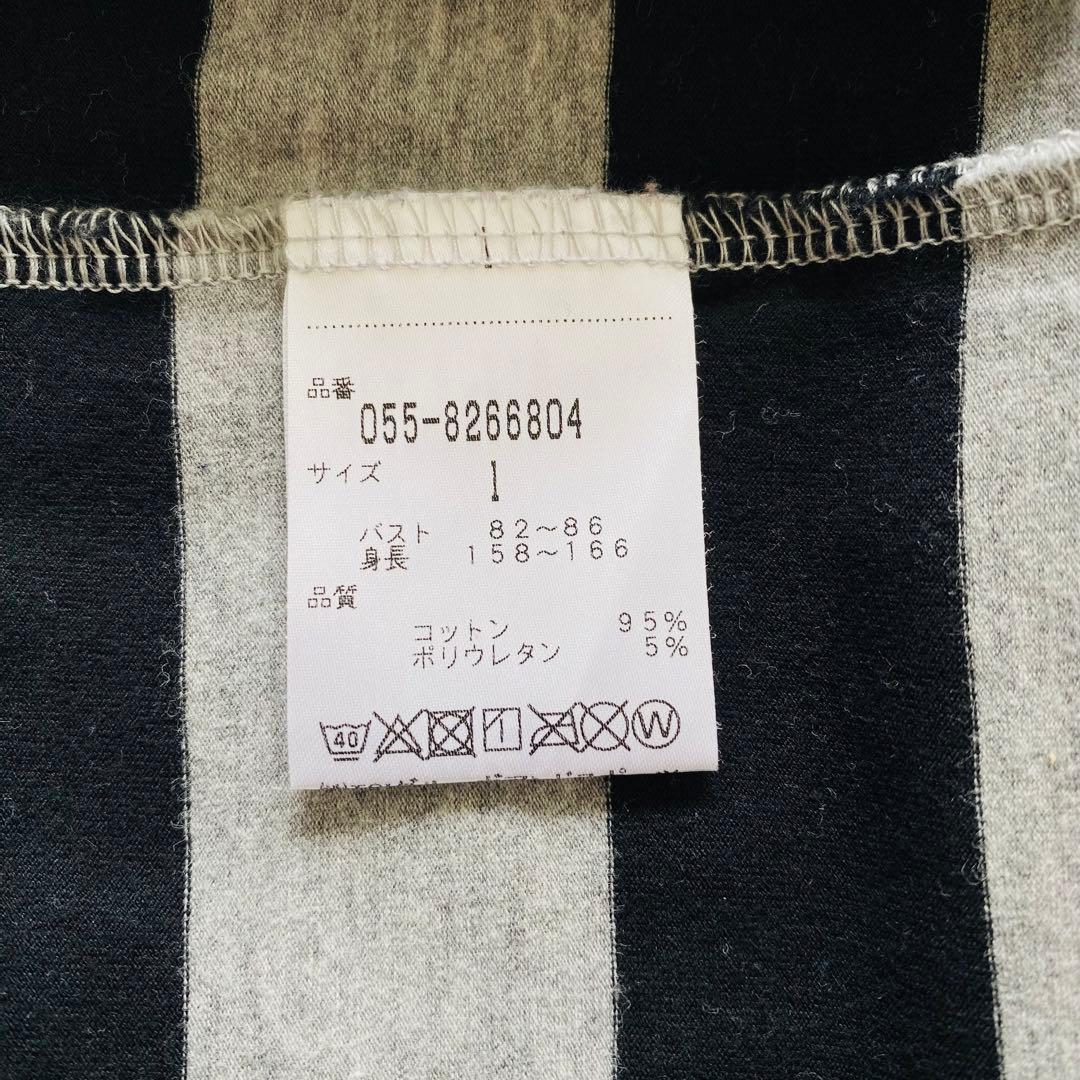 品番
055-8266804
サイズ 1
バスト 82～86
身長 158～166
品質
コットン 95%
ポリウレタン 5%
40 W